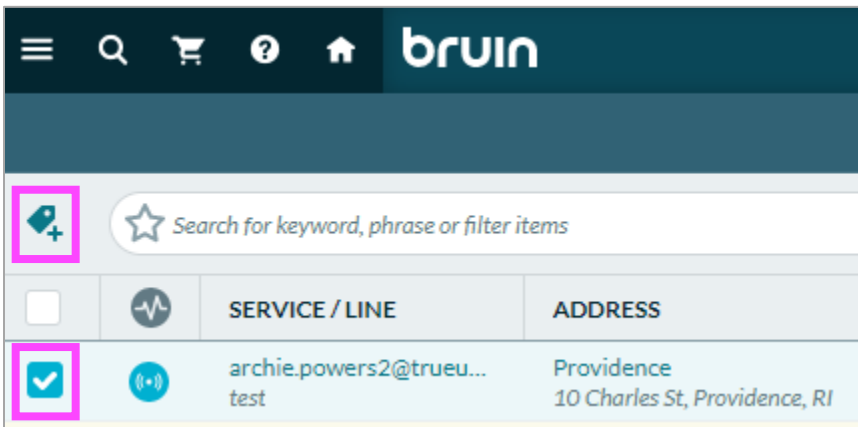 bruin
Search for keyword, phrase or filter items
SERVICE / LINE ADDRESS
archie.powers2@trueu... Providence
test 10 Charles St, Providence, RI